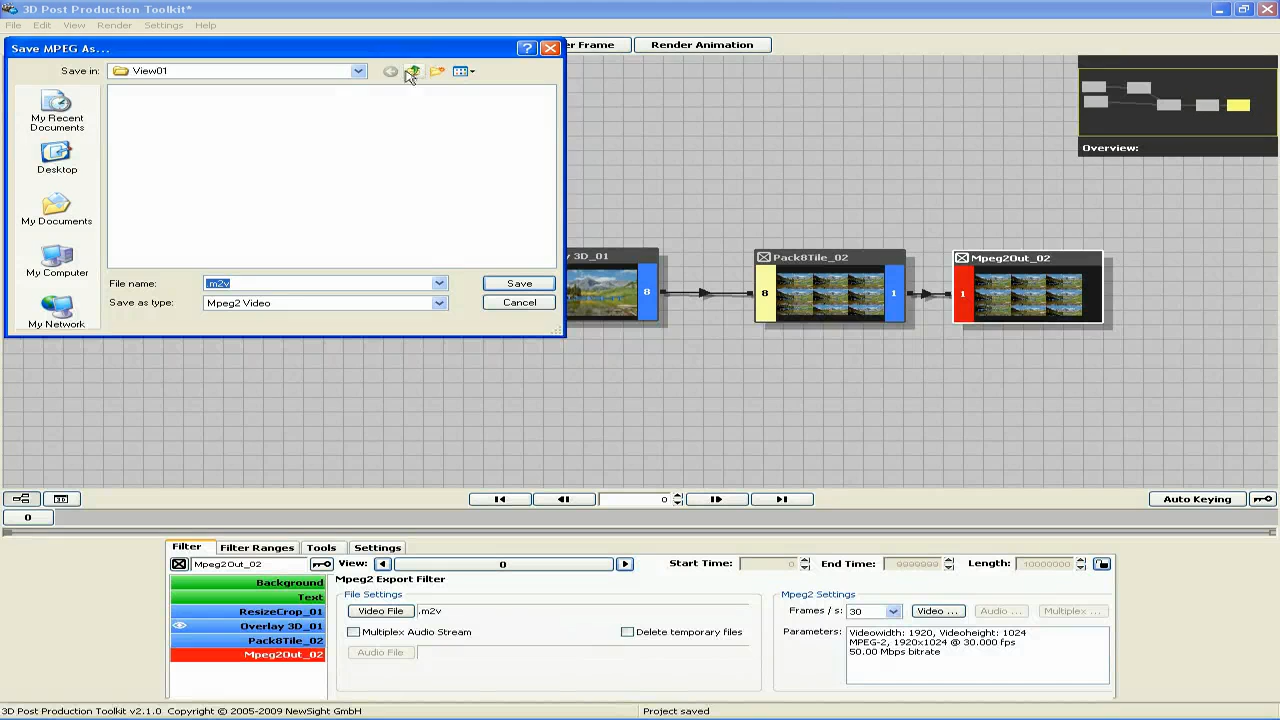 3D Post Production Toolkit*
File Edit View Render Settings Help
Save MPEG As...
er Frame
Render Animation
Save in: View01
My Recent Documents
Desktop
My Documents
My Computer
My Network
File name: .m2v
Save
Save as type: Mpeg2 Video
Cancel
Overview:
y 3D_01
8
Pack8Tile_02
8
1
Mpeg2Out_02
1
0
Auto Keying
0
Filter Filter Ranges Tools Settings
Mpeg2Out_02
View: 0
Start Time: 0
End Time: 9999999
Length: 10000000
Background
Text
ResizeCrop_01
Overlay 3D_01
Pack8Tile_02
Mpeg2Out_02
Mpeg2 Export Filter
File Settings
Video File .m2v
Multiplex Audio Stream
Delete temporary files
Audio File
Mpeg2 Settings
Frames / s: 30 Video ... Audio ... Multiplex ...
Parameters:
Videowidth: 1920, Videoheight: 1024
MPEG-2, 1920x1024 @ 30.000 fps
50.00 Mbps bitrate
3D Post Production Toolkit v2.1.0 Copyright © 2005-2009 NewSight GmbH
Project saved